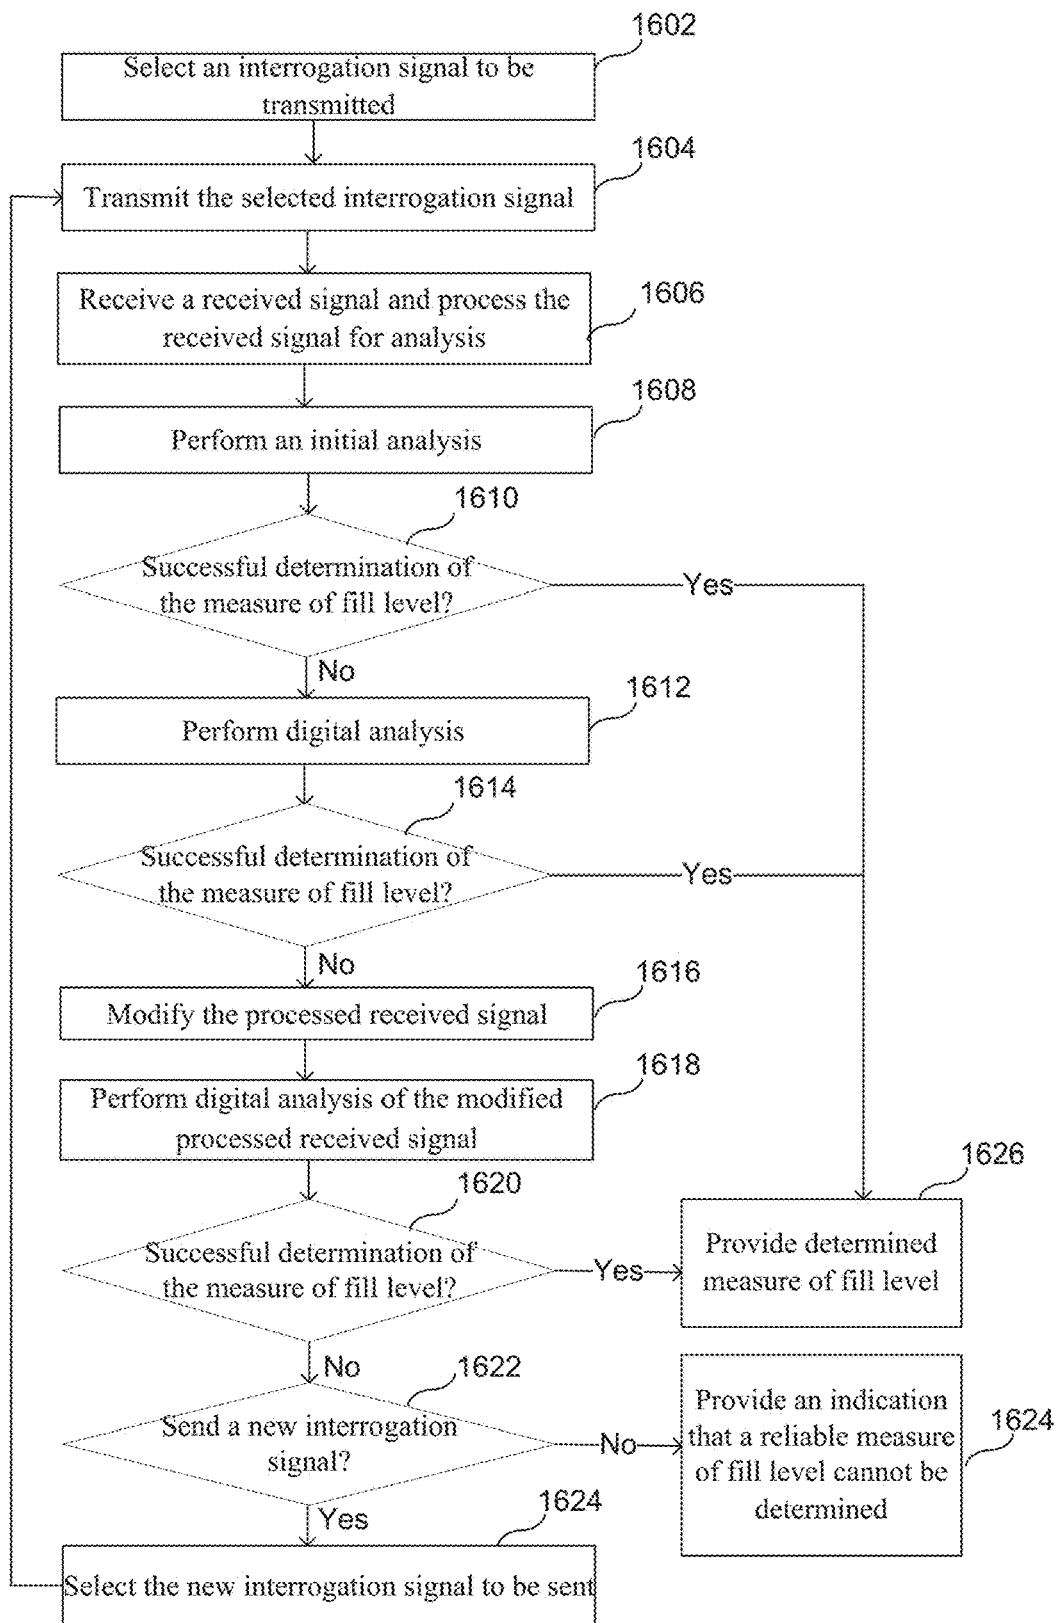 1602
Select an interrogation signal to be
transmitted
1604
Transmit the selected interrogation signal
Receive a received signal and process the
received signal for analysis
1606
1608
Perform an initial analysis
1610
Successful determination of
the measure of fill level?
Yes
No
1612
Perform digital analysis
1614
Successful determination of
the measure of fill level?
Yes
No
1616
Modify the processed received signal
1618
Perform digital analysis of the modified
processed received signal
1620
Successful determination of
the measure of fill level?
Yes
1626
Provide determined
measure of fill level
No
1622
Send a new interrogation
signal?
No
Provide an indication
that a reliable measure
of fill level cannot be
determined
1624
Yes
1624
Select the new interrogation signal to be sent